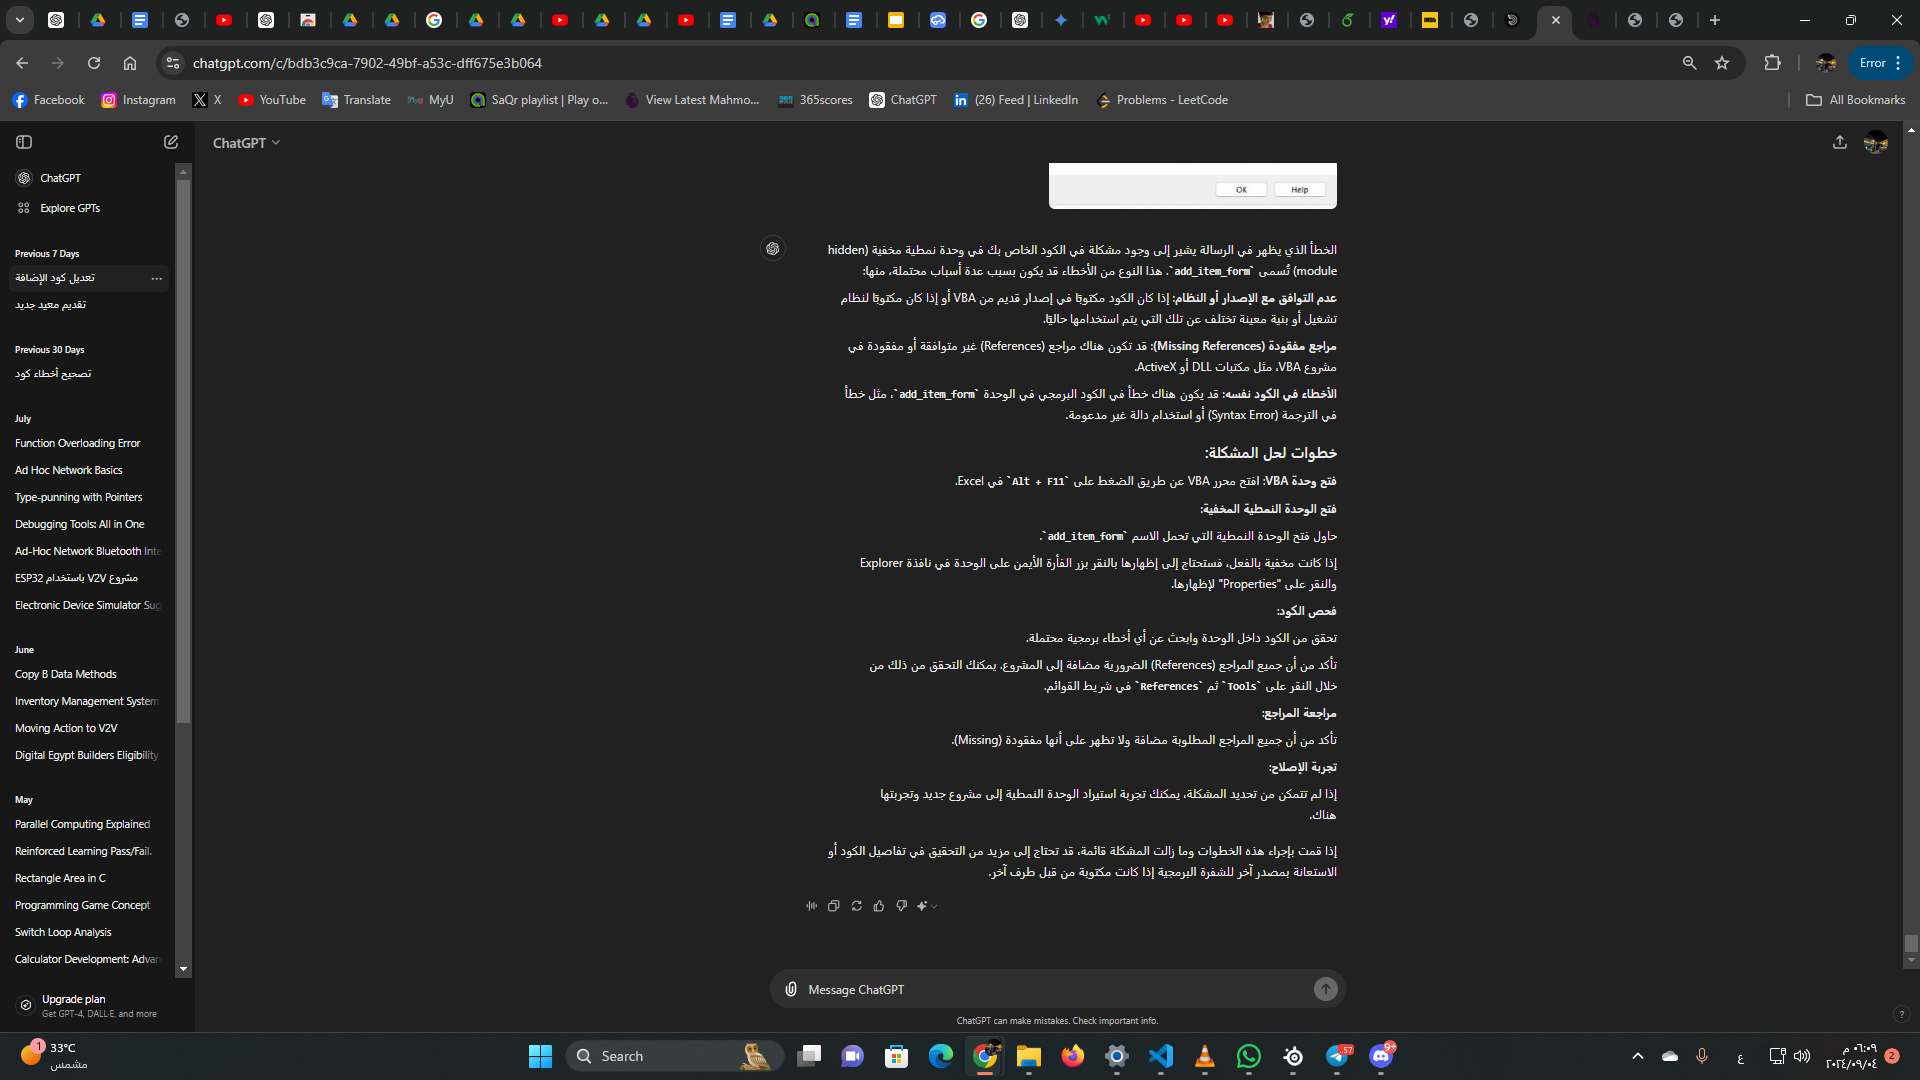 chatgpt.com/c/bdb3c9ca-7902-49bf-a53c-dff675e3b064
Error
Facebook
Instagram
X
YouTube
Translate
MyU
SaQr playlist | Play o...
View Latest Mahmo...
365scores
ChatGPT
(26) Feed | LinkedIn
Problems - LeetCode
All Bookmarks
ChatGPT
ChatGPT
Explore GPTs
Previous 7 Days
تعديل كود الإضافة
تقديم معيد جديد
Previous 30 Days
تصحيح أخطاء كود
July
Function Overloading Error
Ad Hoc Network Basics
Type-punning with Pointers
Debugging Tools: All in One
Ad-Hoc Network Bluetooth Inte
مشروع V2V باستخدام ESP32
Electronic Device Simulator Sug
June
Copy B Data Methods
Inventory Management System
Moving Action to V2V
Digital Egypt Builders Eligibility
May
Parallel Computing Explained
Reinforced Learning Pass/Fail.
Rectangle Area in C
Programming Game Concept
Switch Loop Analysis
Calculator Development: Advan
Upgrade plan
Get GPT-4, DALL·E, and more
OK
Help
الخطأ الذي يظهر في الرسالة يشير إلى وجود مشكلة في الكود الخاص بك في وحدة نمطية مخفية (hidden
module) تُسمى `add_item_form`. هذا النوع من الأخطاء قد يكون بسبب عدة أسباب محتملة، منها:
عدم التوافق مع الإصدار أو النظام: إذا كان الكود مكتوبًا في إصدار قديم من VBA أو إذا كان مكتوبًا لنظام
تشغيل أو بنية معينة تختلف عن تلك التي يتم استخدامها حاليًا.
مراجع مفقودة (Missing References): قد تكون هناك مراجع (References) غير متوافقة أو مفقودة في
مشروع VBA، مثل مكتبات DLL أو ActiveX.
الأخطاء في الكود نفسه: قد يكون هناك خطأ في الكود البرمجي في الوحدة `add_item_form`، مثل خطأ
في الترجمة (Syntax Error) أو استخدام دالة غير مدعومة.
خطوات لحل المشكلة:
فتح وحدة VBA: افتح محرر VBA عن طريق الضغط على `Alt + F11` في Excel.
فتح الوحدة النمطية المخفية:
حاول فتح الوحدة النمطية التي تحمل الاسم `add_item_form`.
إذا كانت مخفية بالفعل، فستحتاج إلى إظهارها بالنقر بزر الفأرة الأيمن على الوحدة في نافذة Explorer
والنقر على "Properties" لإظهارها.
فحص الكود:
تحقق من الكود داخل الوحدة وابحث عن أي أخطاء برمجية محتملة.
تأكد من أن جميع المراجع (References) الضرورية مضافة إلى المشروع. يمكنك التحقق من ذلك من
خلال النقر على `Tools` ثم `References` في شريط القوائم.
مراجعة المراجع:
تأكد من أن جميع المراجع المطلوبة مضافة ولا تظهر على أنها مفقودة (Missing).
تجربة الإصلاح:
إذا لم تتمكن من تحديد المشكلة، يمكنك تجربة استيراد الوحدة النمطية إلى مشروع جديد وتجربتها
هناك.
إذا قمت بإجراء هذه الخطوات وما زالت المشكلة قائمة، قد تحتاج إلى مزيد من التحقيق في تفاصيل الكود أو
الاستعانة بمصدر آخر للشفرة البرمجية إذا كانت مكتوبة من قبل طرف آخر.
Message ChatGPT
ChatGPT can make mistakes. Check important info.
?
1
33°C
مشمس
Search
57
9+
ع
٠٦:٠٩ م
٢٠٢٤/٠٩/٠٤
2